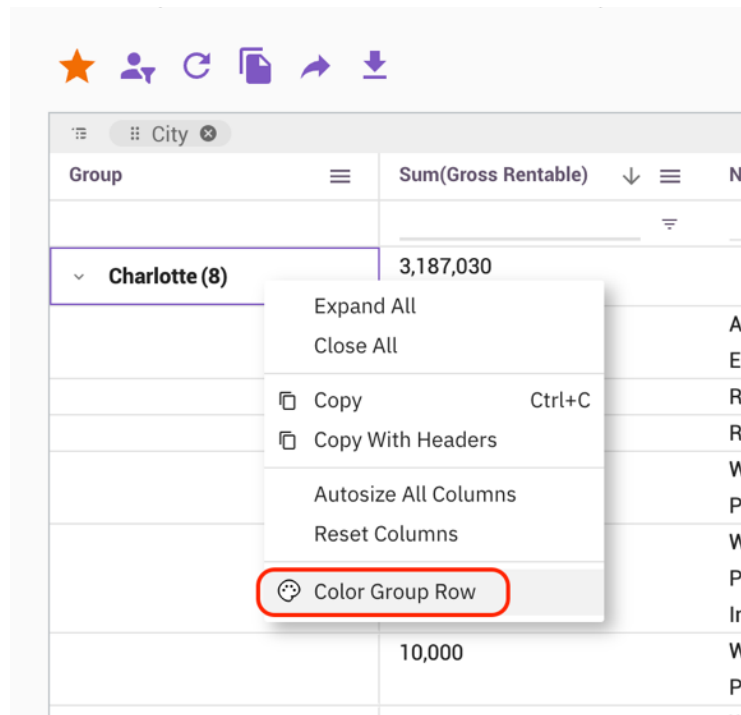 City
Group
Sum(Gross Rentable)
N
Charlotte (8)
3,187,030
Expand All
Close All
Copy Ctrl+C
Copy With Headers
Autosize All Columns
Reset Columns
Color Group Row
A
E
R
R
W
P
W
P
In
10,000
W
P